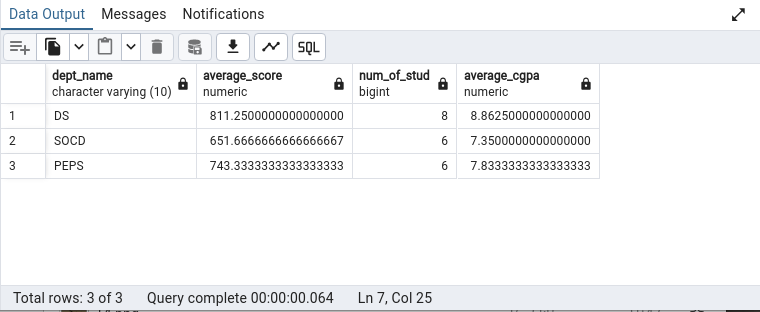 Data Output Messages Notifications
SQL
dept_name average_score num_of_stud average_cgpa
character varying (10) numeric bigint numeric
1 DS 811.2500000000000000 8 8.8625000000000000
2 SOCD 651.6666666666666667 6 7.3500000000000000
3 PEPS 743.3333333333333333 6 7.8333333333333333
Total rows: 3 of 3 Query complete 00:00:00.064 Ln 7, Col 25